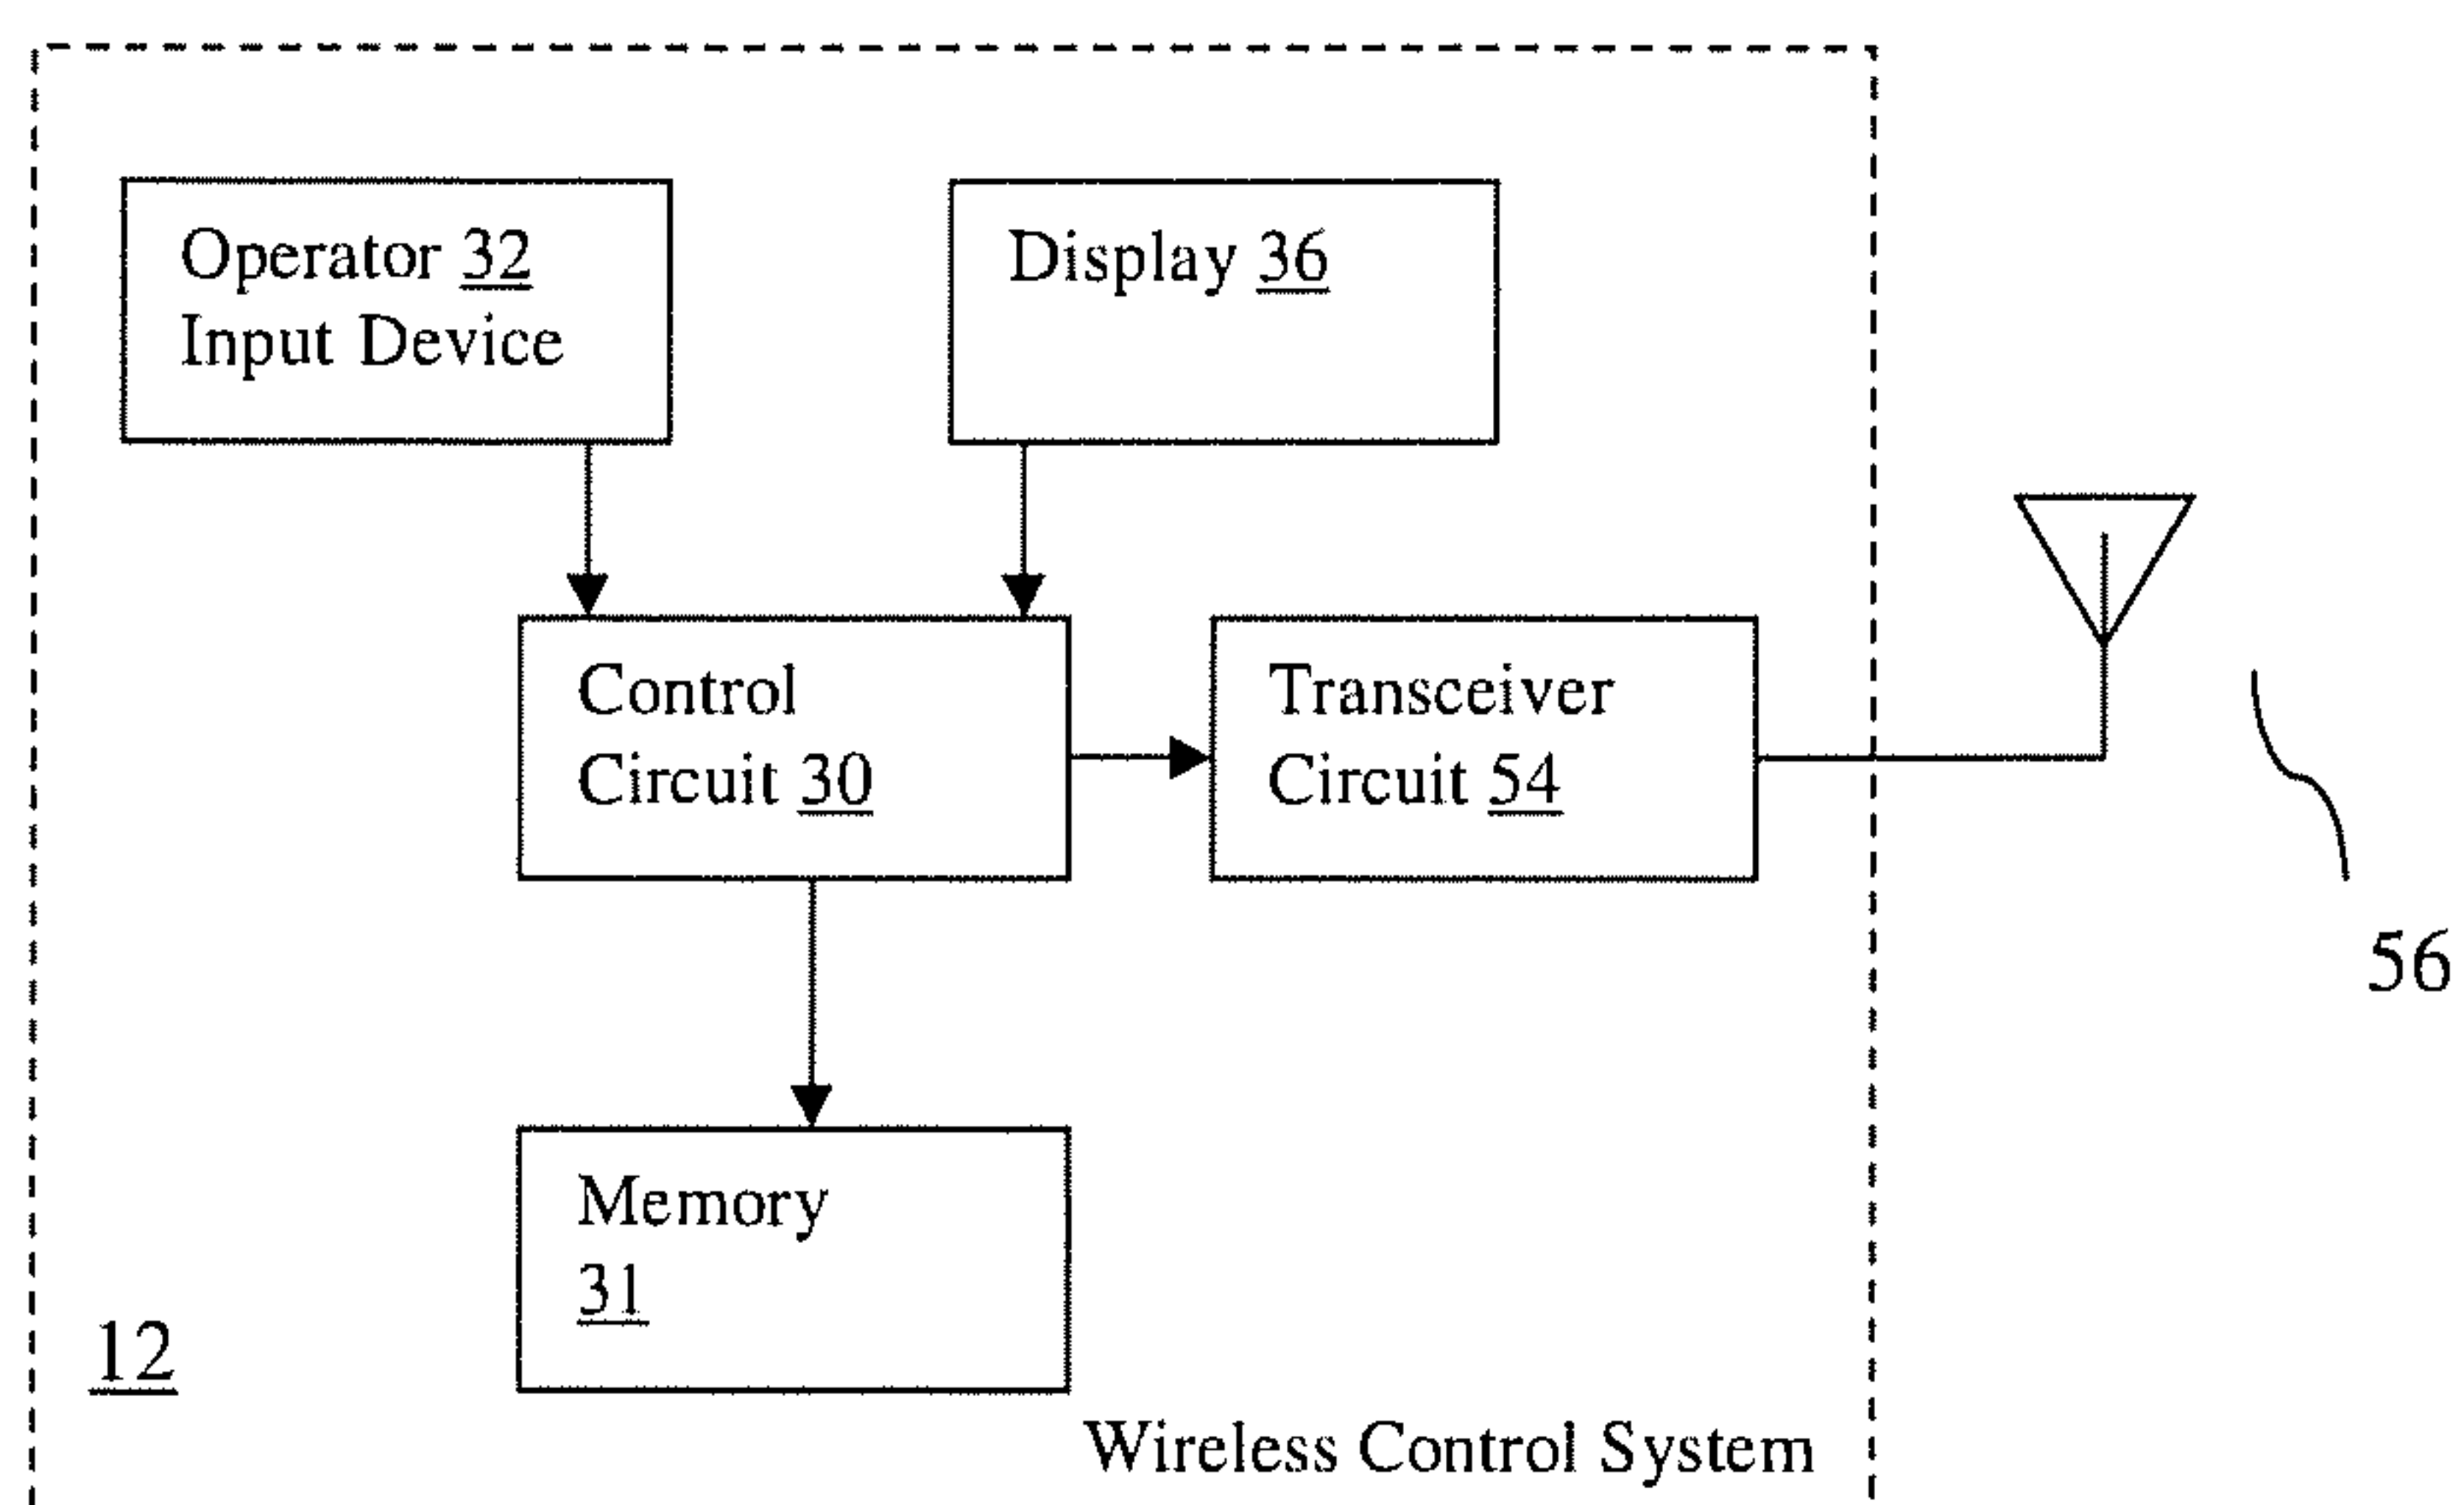 Operator 32
Input Device
Display 36
Control
Circuit 30
Transceiver
Circuit 54
56
Memory
31
12
Wireless Control System